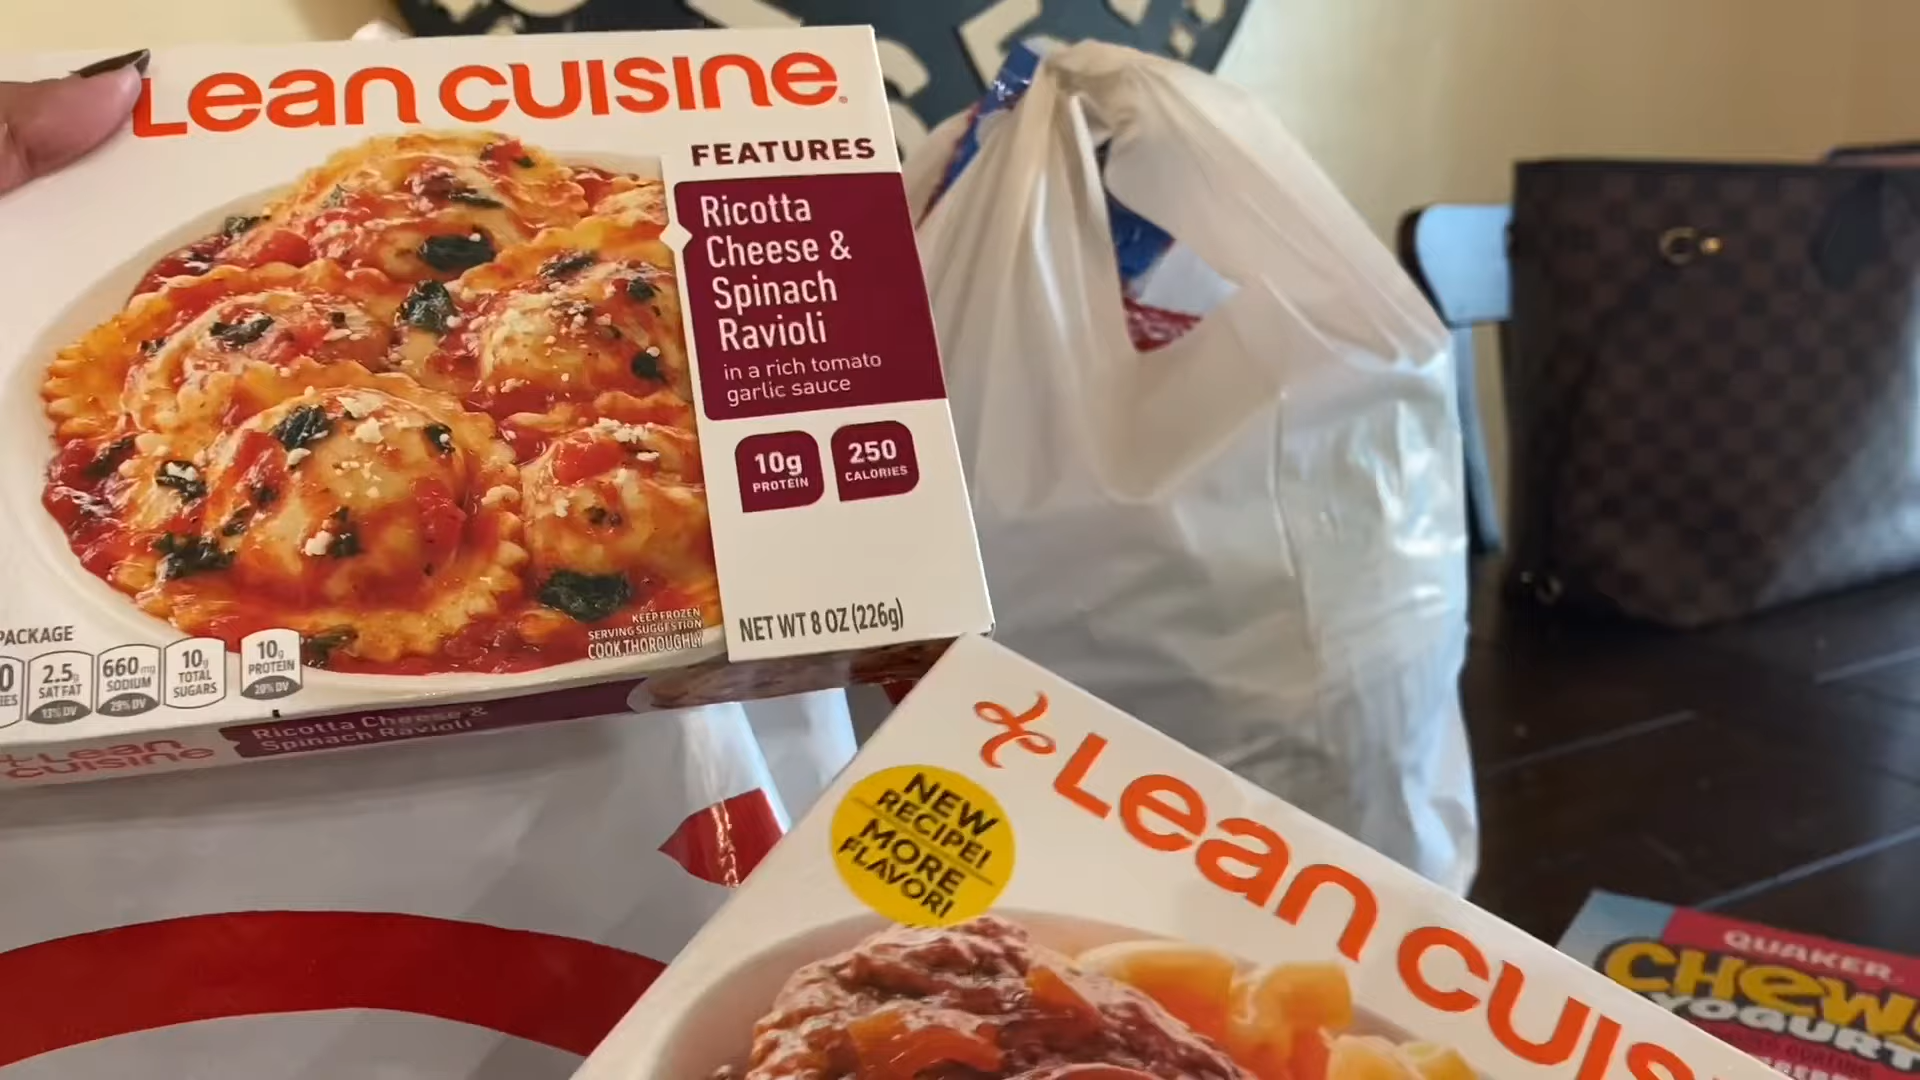 Lean CUISINE
FEATURES
Ricotta
Cheese &
Spinach
Ravioli
in a rich tomato
garlic sauce
10g
PROTEIN
250
CALORIES
KEEP FROZEN
SERVING SUGGESTION
COOK THOROUGHLY
NET WT 8 OZ (226g)
PACKAGE
2.5g
SAT FAT
13% DV
660mg
SODIUM
29% DV
10g
TOTAL
SUGARS
10g
PROTEIN
20% DV
Ricotta Cheese &
Spinach Ravioli
Lean
CUISINE
NEW
RECIPE!
MORE
FLAVOR!
Lean CUIS
QUAKER
CHEW
YOGURT